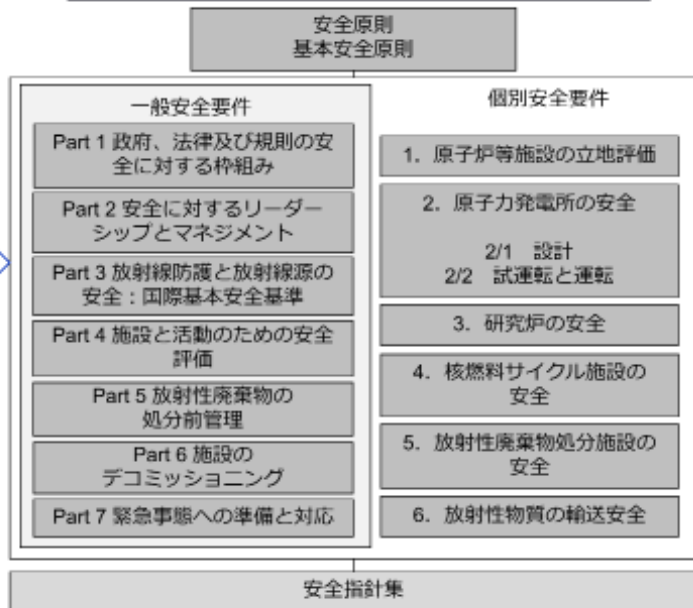 安全原則
基本安全原則
一般安全要件
Part 1 政府、法律及び規則の安
全に対する枠組み
Part 2 安全に対するリーダー
シップとマネジメント
Part 3 放射線防護と放射線源の
安全：国際基本安全基準
Part 4 施設と活動のための安全
評価
Part 5 放射性廃棄物の
処分前管理
Part 6 施設の
デコミッショニング
Part 7 緊急事態への準備と対応
個別安全要件
1．原子炉等施設の立地評価
2．原子力発電所の安全
2/1　設計
2/2　試運転と運転
3．研究炉の安全
4．核燃料サイクル施設の
安全
5．放射性廃棄物処分施設の
安全
6．放射性物質の輸送安全
安全指針集